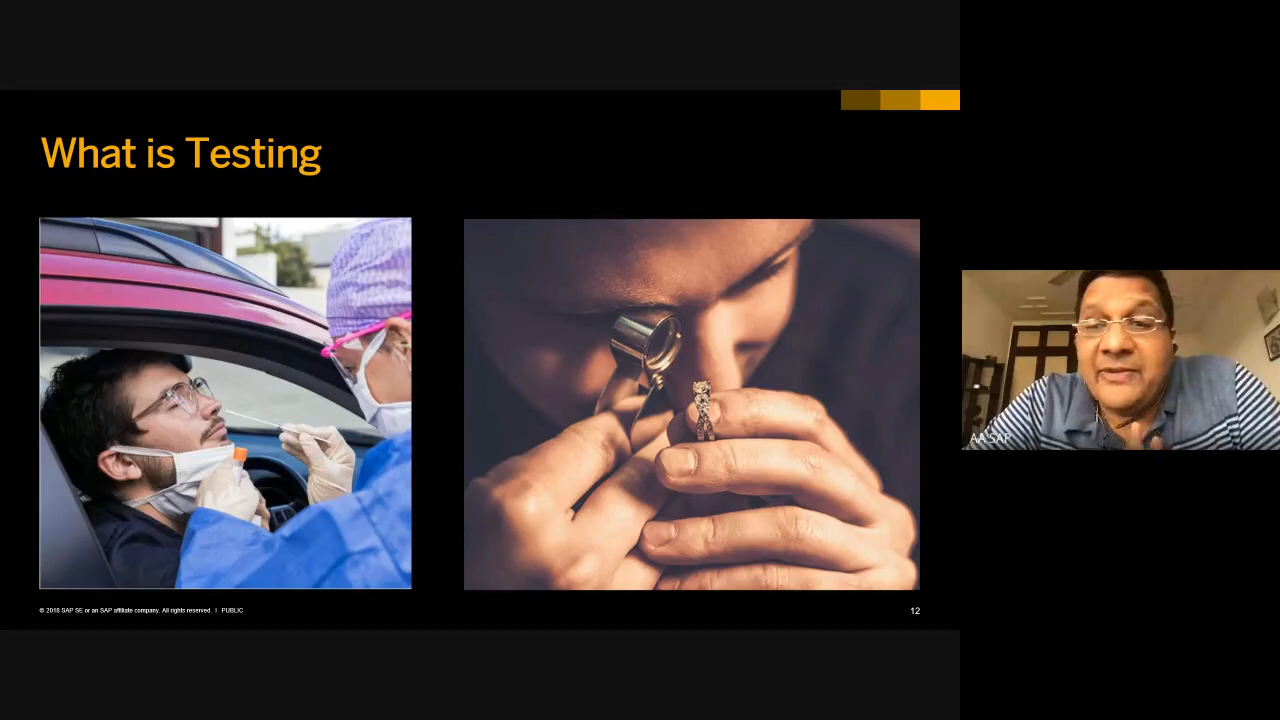 What is Testing
© 2018 SAP SE or an SAP affiliate company. All rights reserved. I PUBLIC
12
AA SAP